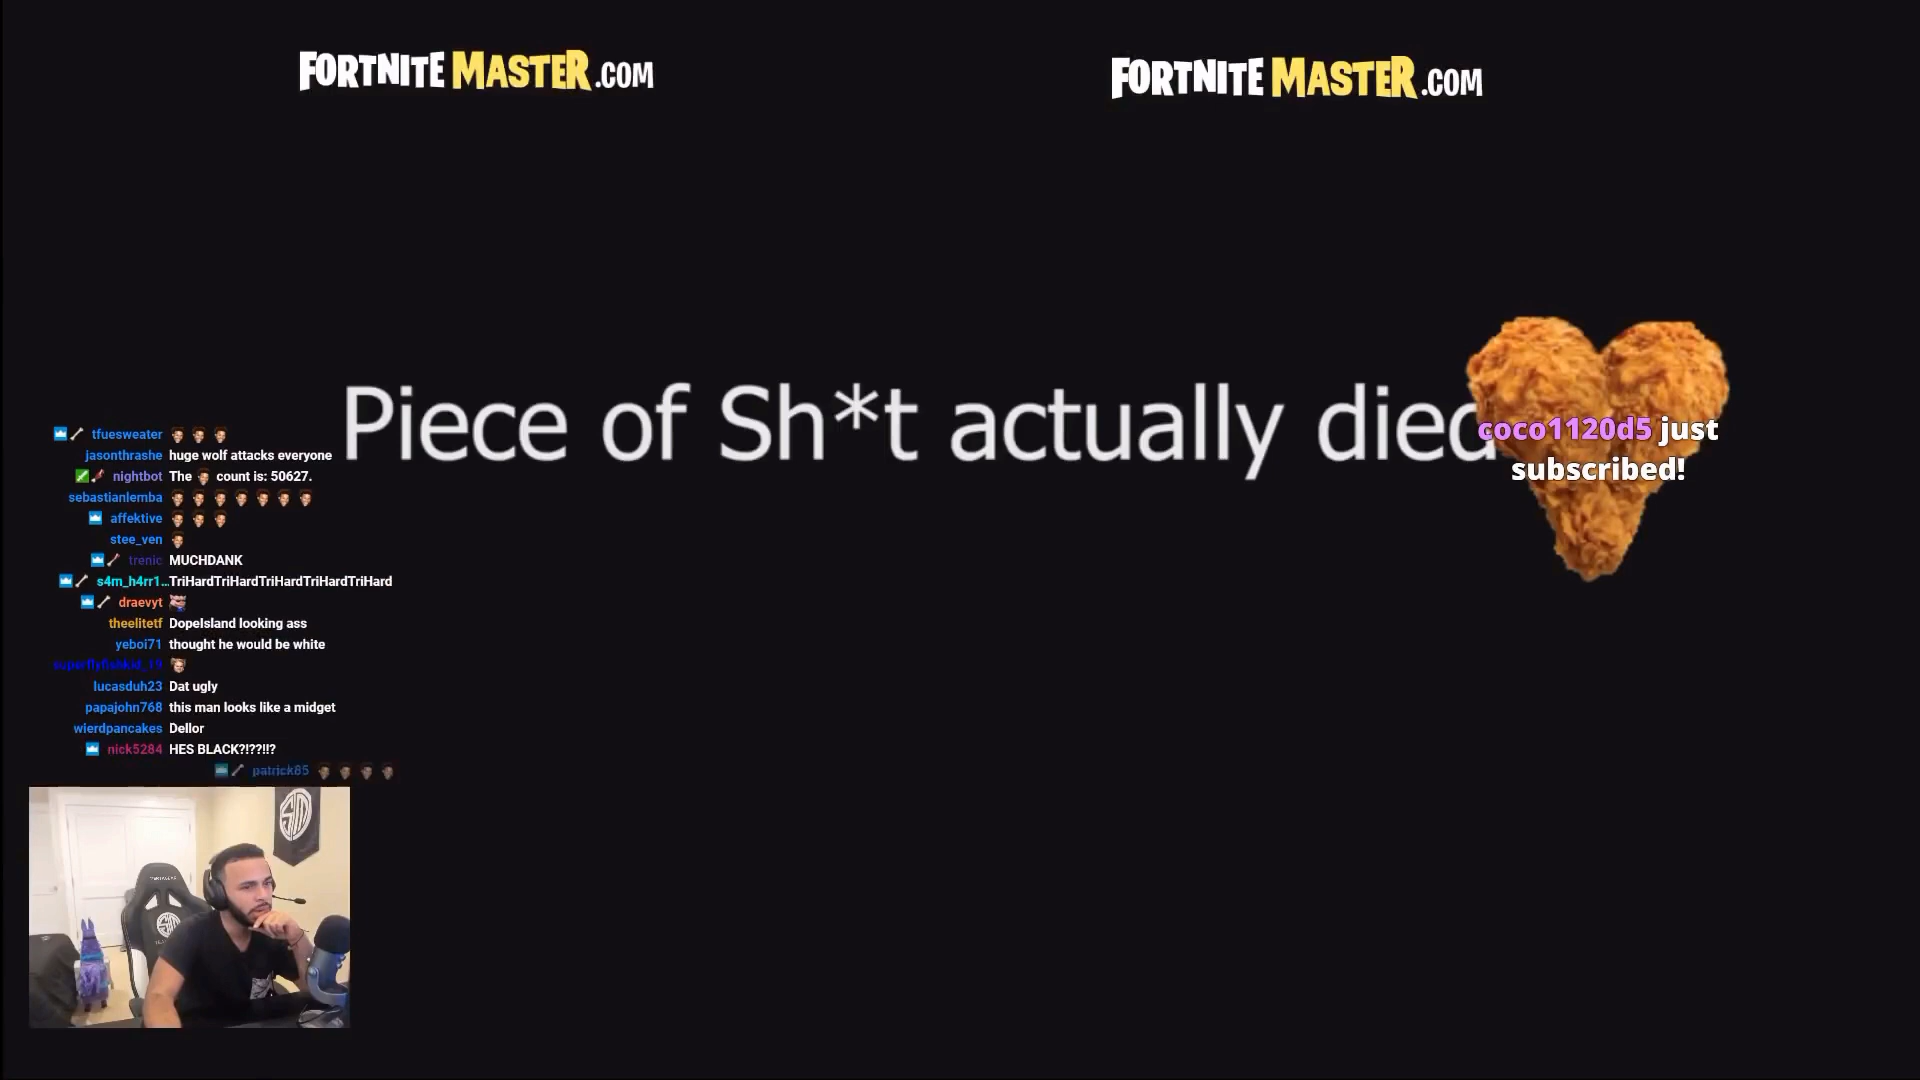 FORTNITE MASTER.COM
FORTNITE MASTER.COM
Piece of Sh*t actually died
coco1120d5 just
subscribed!
tfuesweater
jasonthrashe huge wolf attacks everyone
nightbot The count is: 50627.
sebastianlemba
affektive
stee_ven
trenic MUCHDANK
s4m_h4rr1... TriHardTriHardTriHardTriHardTriHard
draevyt
theelitetf DopeIsland looking ass
yeboi71 thought he would be white
lucasduh23 Dat ugly
papajohn768 this man looks like a midget
wierdpancakes Dellor
nick5284 HES BLACK?!??!!?
patrick85
TSM